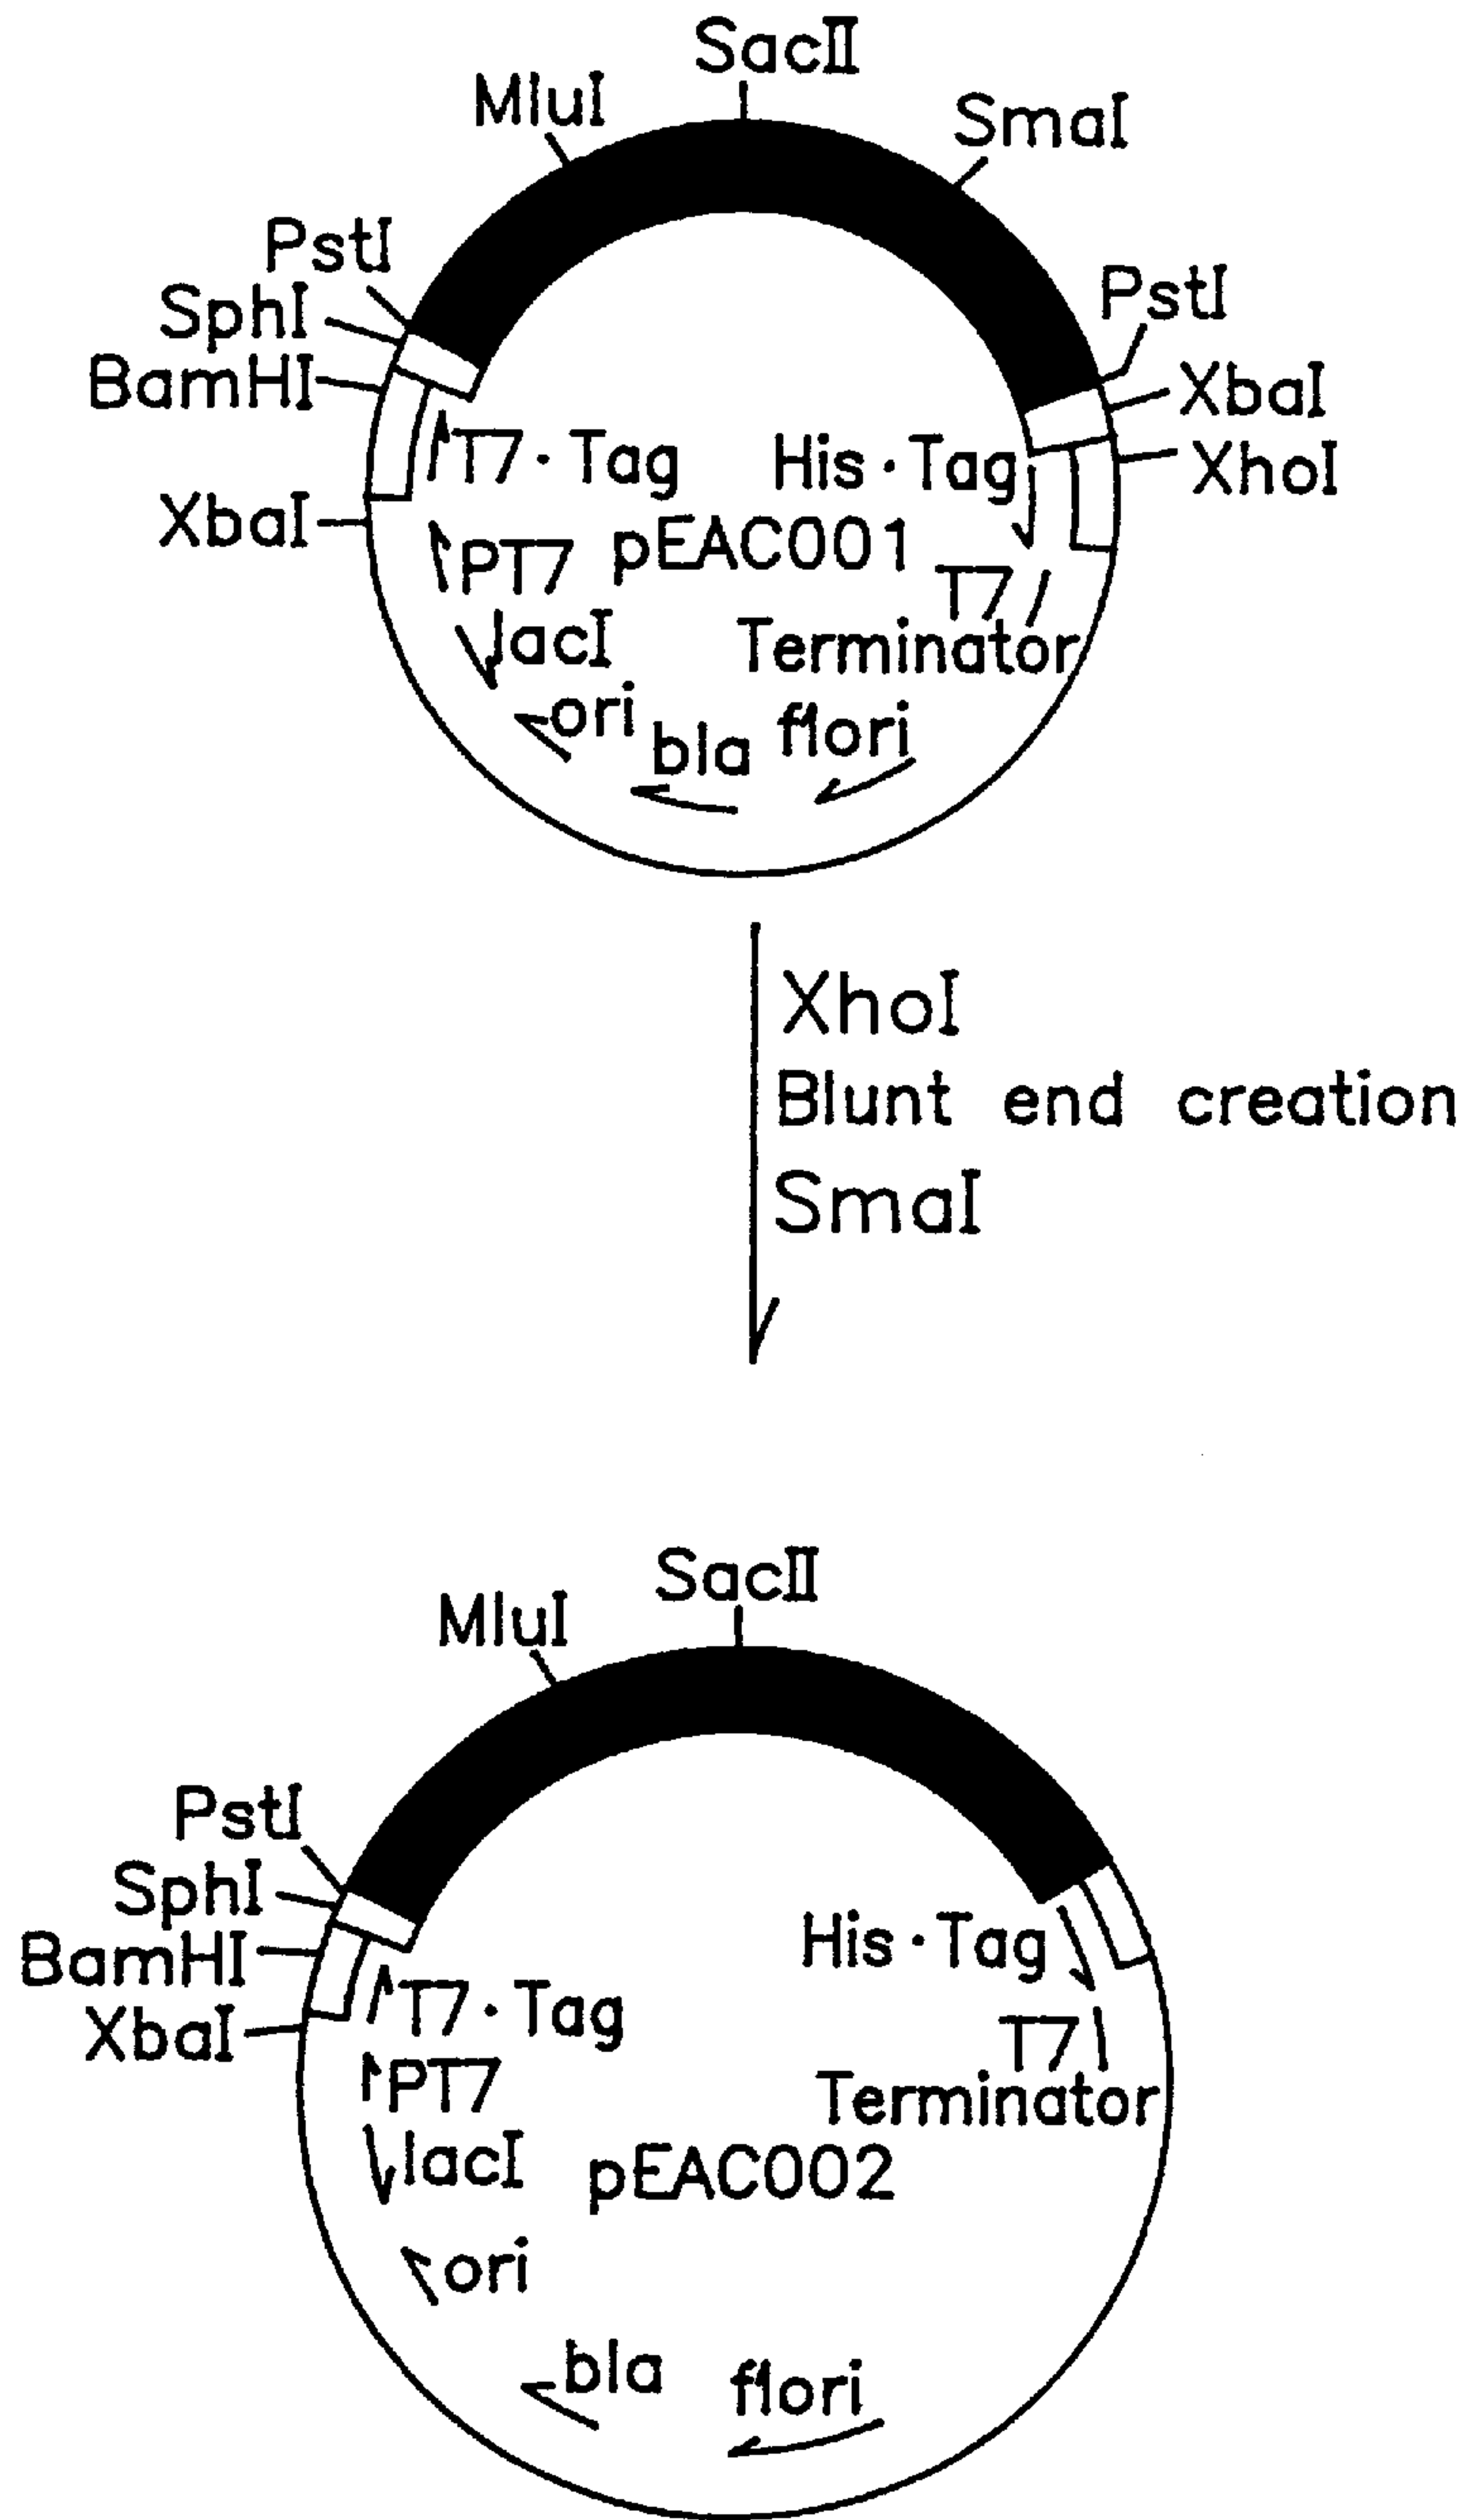 SacII
MluI
SmaI
PstI
SphI
BamHI
PstI
XbaI
XhoI
T7·Tag
His·Tag
XbaI
PT7
pEAC001
T7
Terminator
lacI
ori
bla
flori
XhoI
Blunt end creation
SmaI
SacII
MluI
PstI
SphI
BamHI
XbaI
His·Tag
T7·Tag
T7
Terminator
PT7
lacI
pEAC002
ori
bla
flori